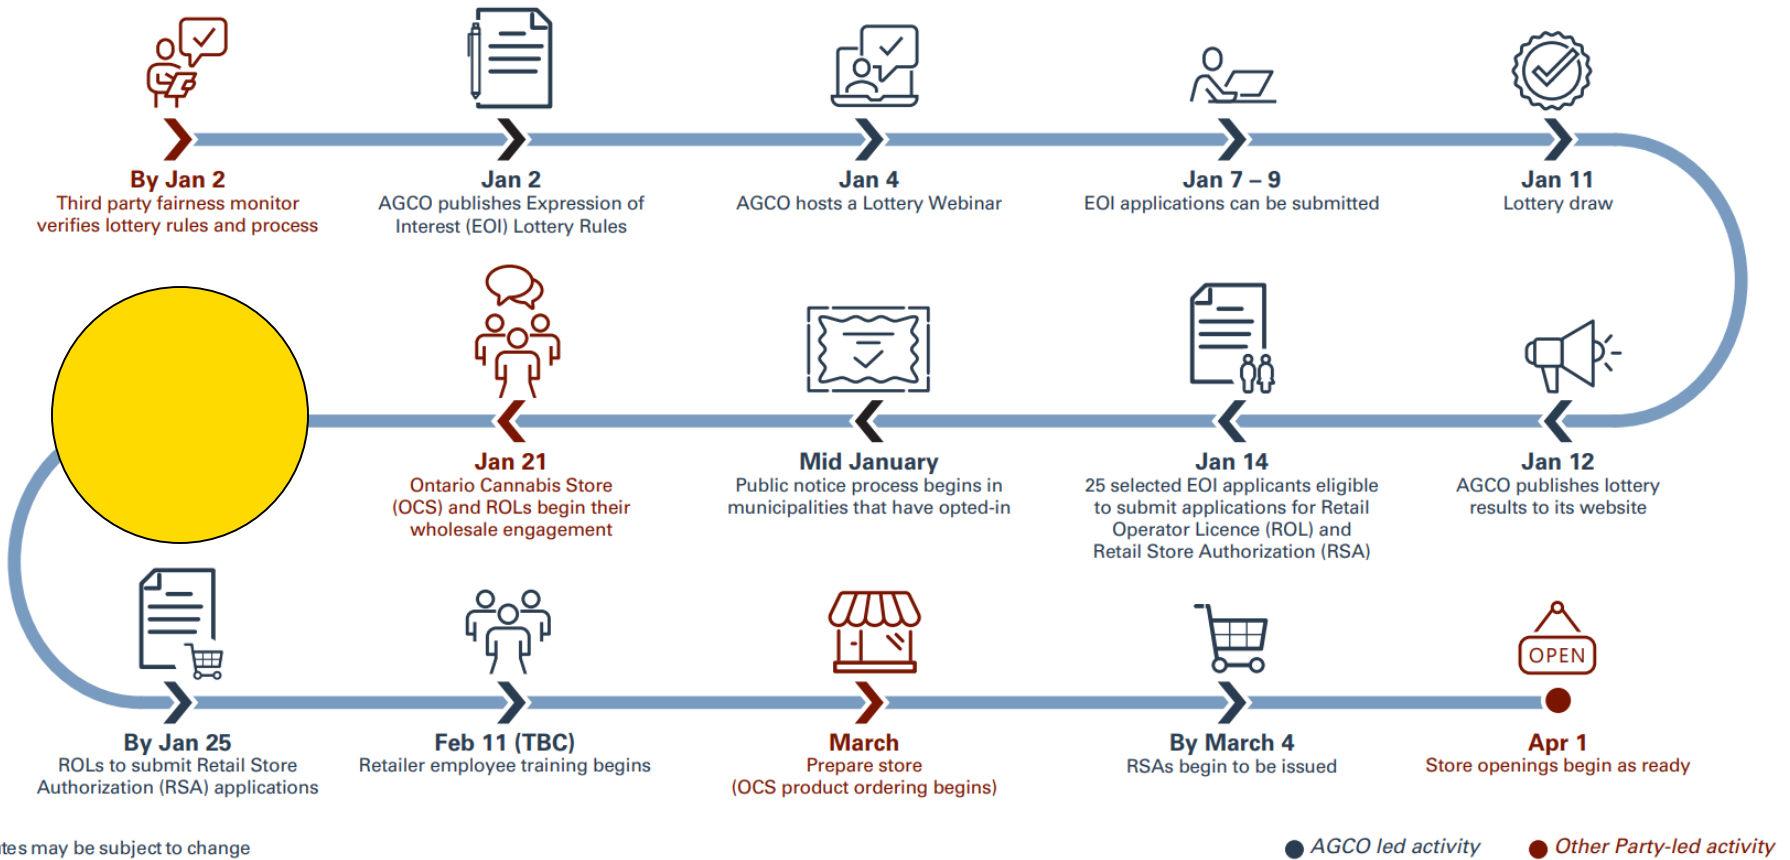 By Jan 2
Third party fairness monitor
verifies lottery rules and process
Jan 2
AGCO publishes Expression of
Interest (EOI) Lottery Rules
Jan 4
AGCO hosts a Lottery Webinar
Jan 7 – 9
EOI applications can be submitted
Jan 11
Lottery draw
Jan 12
AGCO publishes lottery
results to its website
Jan 14
25 selected EOI applicants eligible
to submit applications for Retail
Operator Licence (ROL) and
Retail Store Authorization (RSA)
Mid January
Public notice process begins in
municipalities that have opted-in
Jan 21
Ontario Cannabis Store
(OCS) and ROLs begin their
wholesale engagement
By Jan 25
ROLs to submit Retail Store
Authorization (RSA) applications
Feb 11 (TBC)
Retailer employee training begins
March
Prepare store
(OCS product ordering begins)
By March 4
RSAs begin to be issued
OPEN
Apr 1
Store openings begin as ready
may be subject to change
AGCO led activity
Other Party-led activity